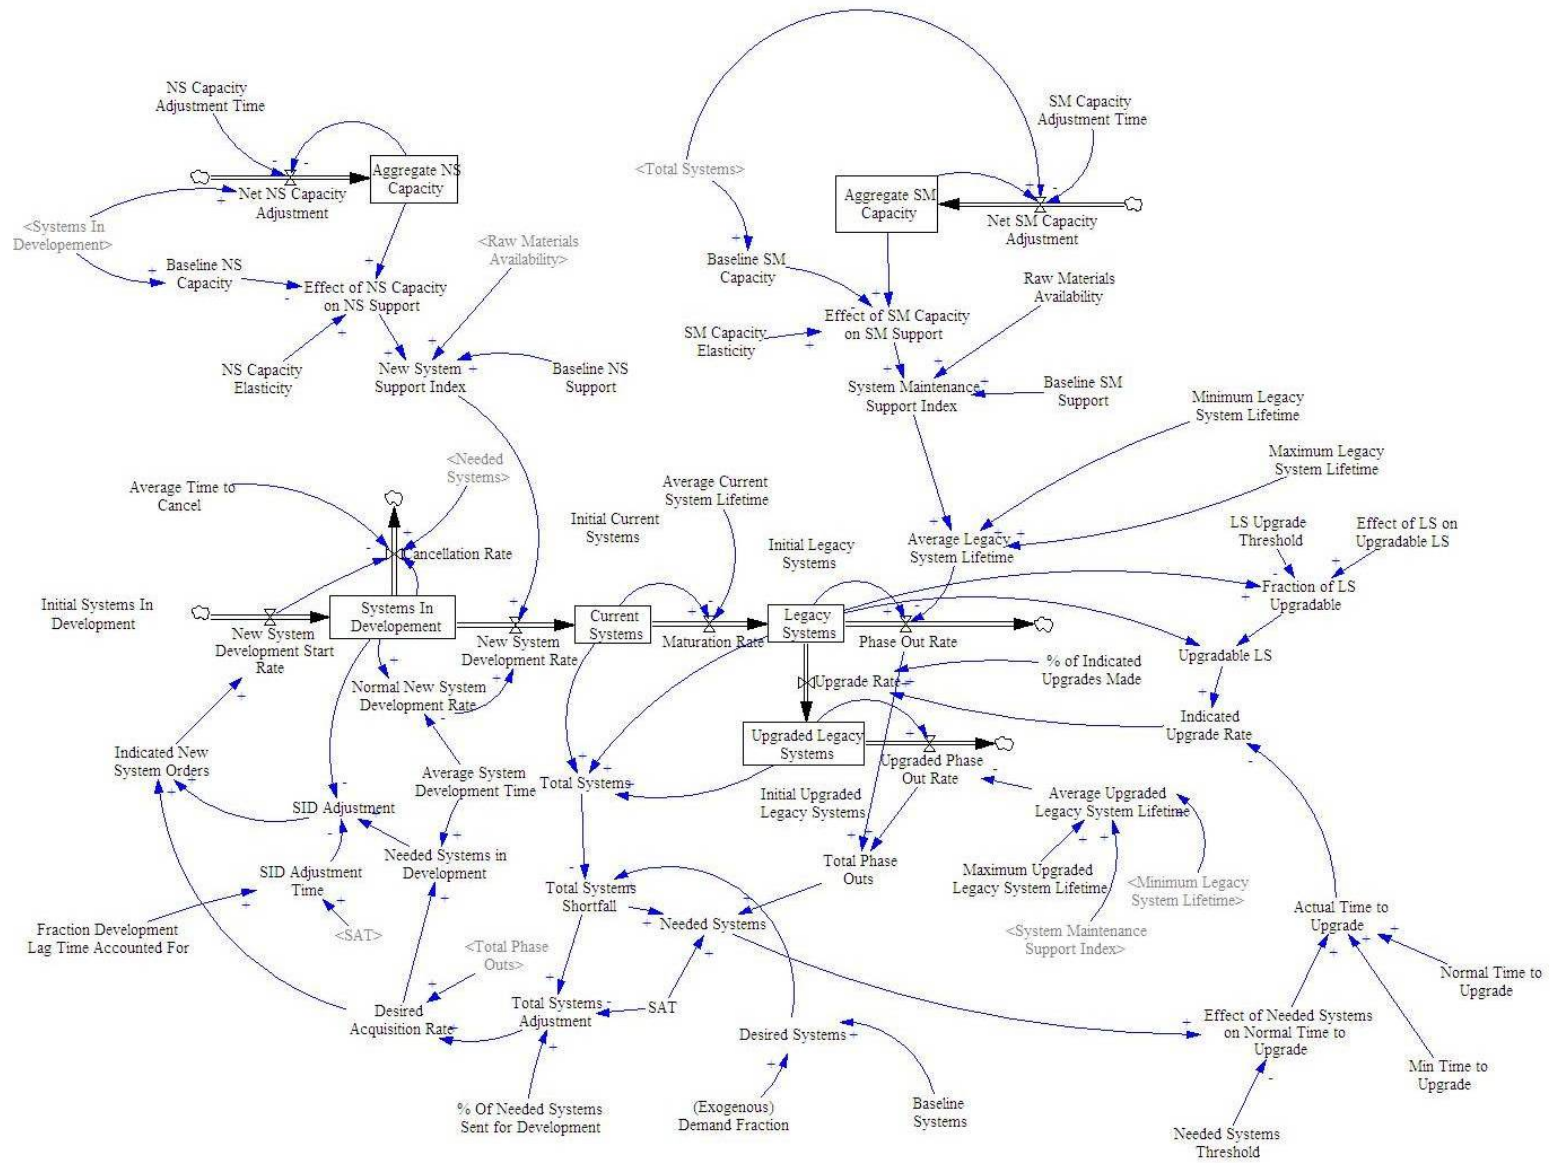 NS Capacity
Adjustment Time
SM Capacity
Adjustment Time
<Total Systems>
Aggregate NS
Capacity
Net NS Capacity
Adjustment
Aggregate SM
Capacity
Net SM Capacity
Adjustment
<Systems In
Developement>
<Raw Materials
Availability>
Baseline NS
Capacity
Baseline SM
Capacity
Effect of NS Capacity
on NS Support
Raw Materials
Availability
Effect of SM Capacity
on SM Support
SM Capacity
Elasticity
NS Capacity
Elasticity
New System
Support Index
Baseline NS
Support
System Maintenance
Support Index
Baseline SM
Support
Minimum Legacy
System Lifetime
Maximum Legacy
System Lifetime
<Needed
Systems>
Average Time to
Cancel
Average Current
System Lifetime
Initial Current
Systems
Initial Legacy
Systems
Average Legacy
System Lifetime
LS Upgrade
Threshold
Effect of LS on
Upgradable LS
Cancellation Rate
Fraction of LS
Upgradable
Initial Systems In
Development
New System
Development Start
Rate
Systems In
Developement
New System
Development Rate
Current
Systems
Maturation Rate
Legacy
Systems
Phase Out Rate
Upgradable LS
% of Indicated
Upgrades Made
Upgrade Rate
Normal New System
Development Rate
Indicated
Upgrade Rate
Upgraded Legacy
Systems
Upgraded Phase
Out Rate
Indicated New
System Orders
Average System
Development Time
Total Systems
Initial Upgraded
Legacy Systems
Average Upgraded
Legacy System Lifetime
SID Adjustment
Needed Systems in
Development
SID Adjustment
Time
Total Phase
Outs
Maximum Upgraded
Legacy System Lifetime
<Minimum Legacy
System Lifetime>
Total Systems
Shortfall
Needed Systems
Fraction Development
Lag Time Accounted For
<SAT>
<Total Phase
Outs>
<System Maintenance
Support Index>
Actual Time to
Upgrade
Normal Time to
Upgrade
Desired
Acquisition Rate
Total Systems
Adjustment
SAT
Desired Systems
Effect of Needed Systems
on Normal Time to
Upgrade
Min Time to
Upgrade
% Of Needed Systems
Sent for Development
(Exogenous)
Demand Fraction
Baseline
Systems
Needed Systems
Threshold